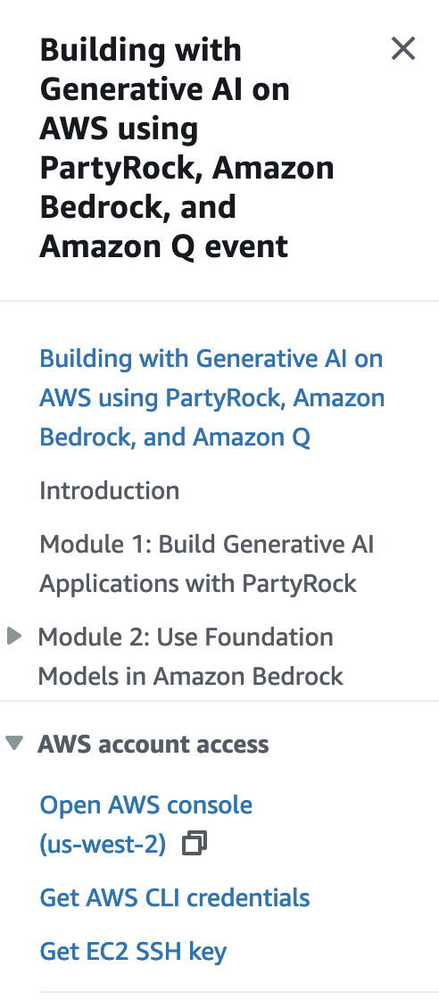 Building with
Generative AI on
AWS using
PartyRock, Amazon
Bedrock, and
Amazon Q event
Building with Generative AI on
AWS using PartyRock, Amazon
Bedrock, and Amazon Q
Introduction
Module 1: Build Generative AI
Applications with PartyRock
Module 2: Use Foundation
Models in Amazon Bedrock
AWS account access
Open AWS console
(us-west-2)
Get AWS CLI credentials
Get EC2 SSH key